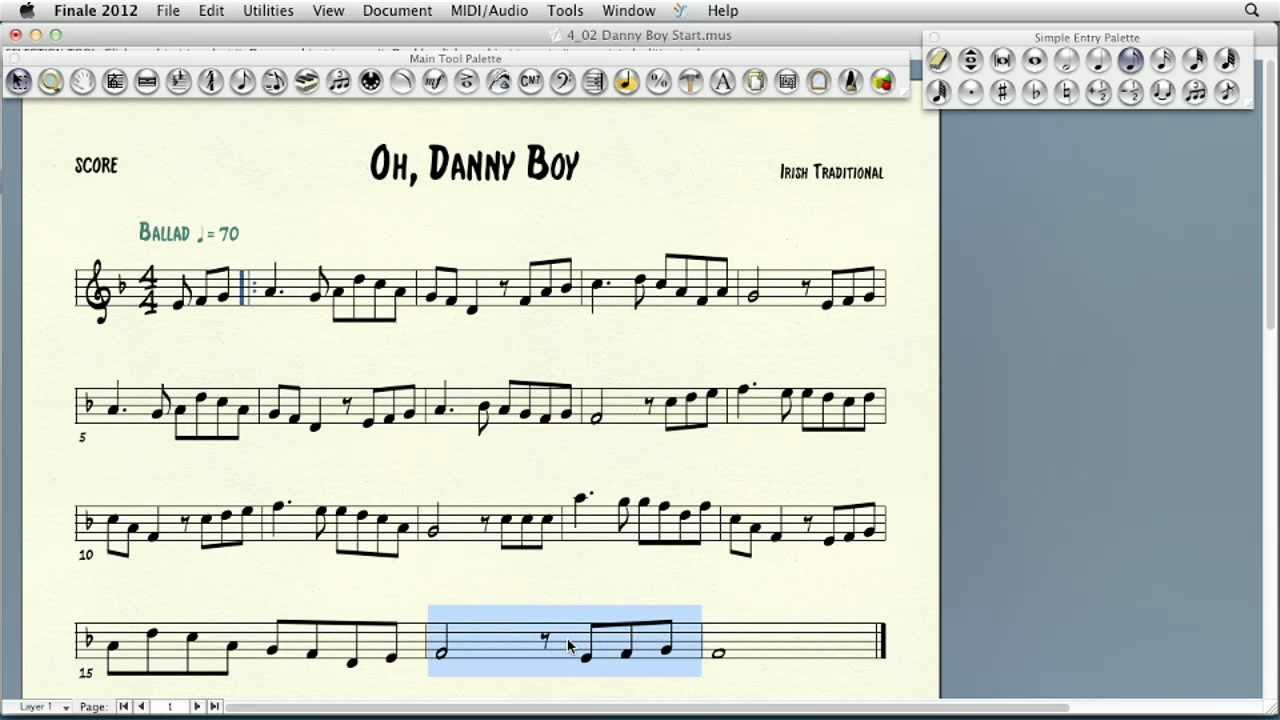 Finale 2012 File Edit Utilities View Document MIDI/Audio Tools Window Help
4_02 Danny Boy Start.mus
Main Tool Palette
Simple Entry Palette
SCORE
OH, DANNY BOY
IRISH TRADITIONAL
BALLAD ♩= 70
4
4
5
10
15
Layer 1 Page: 1